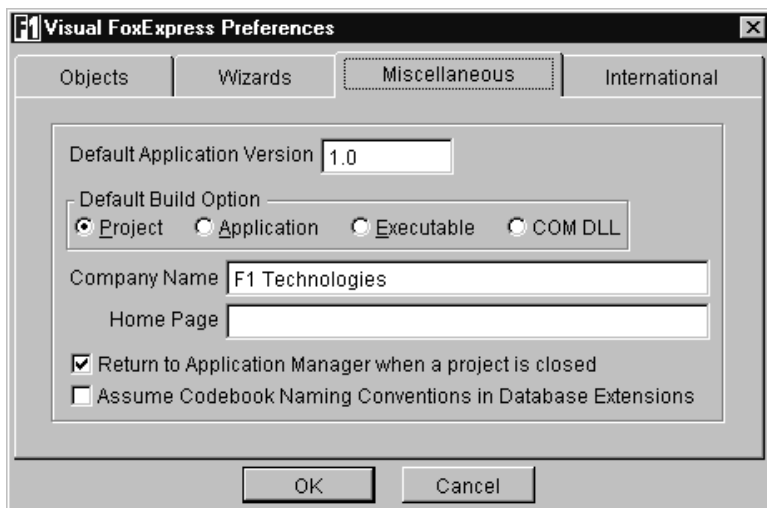 F1 Visual FoxExpress Preferences
Objects Wizards Miscellaneous International
Default Application Version 1.0
Default Build Option
Project Application Executable COM DLL
Company Name F1 Technologies
Home Page
Return to Application Manager when a project is closed
Assume Codebook Naming Conventions in Database Extensions
OK Cancel